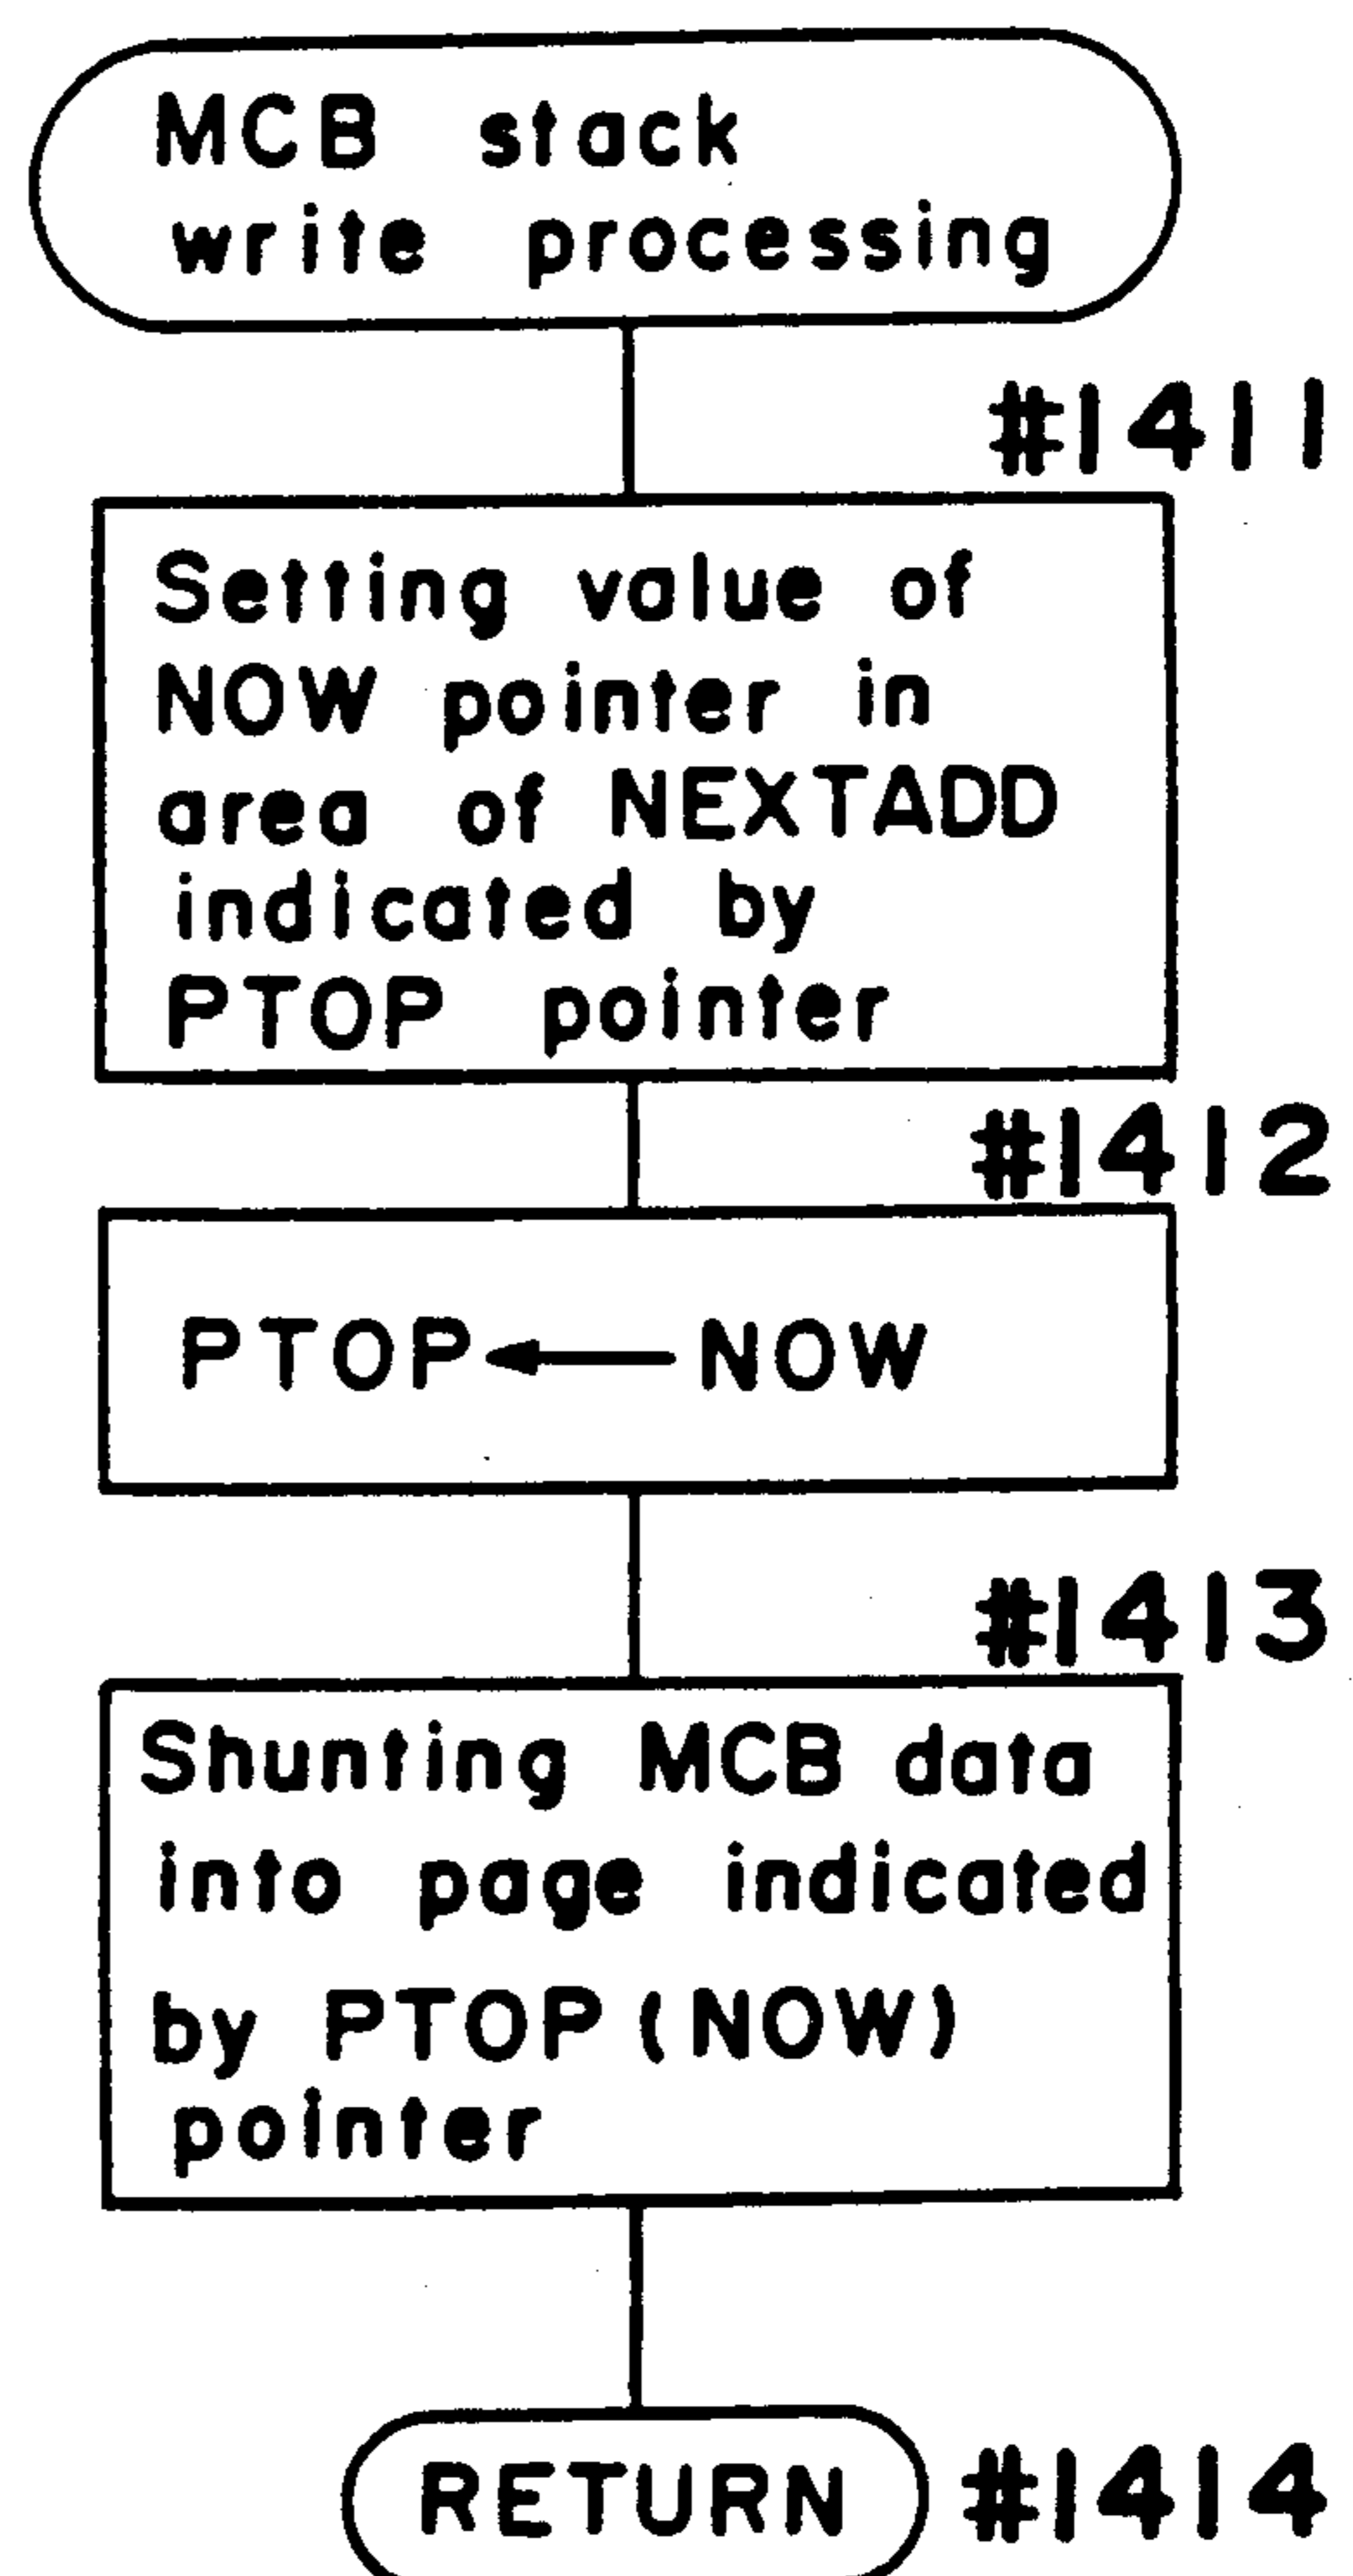 MCB stack
write processing
#1411
Setting value of
NOW pointer in
area of NEXTADD
indicated by
PTOP pointer
#1412
PTOP ← NOW
#1413
Shunting MCB data
into page indicated
by PTOP (NOW)
pointer
RETURN #1414